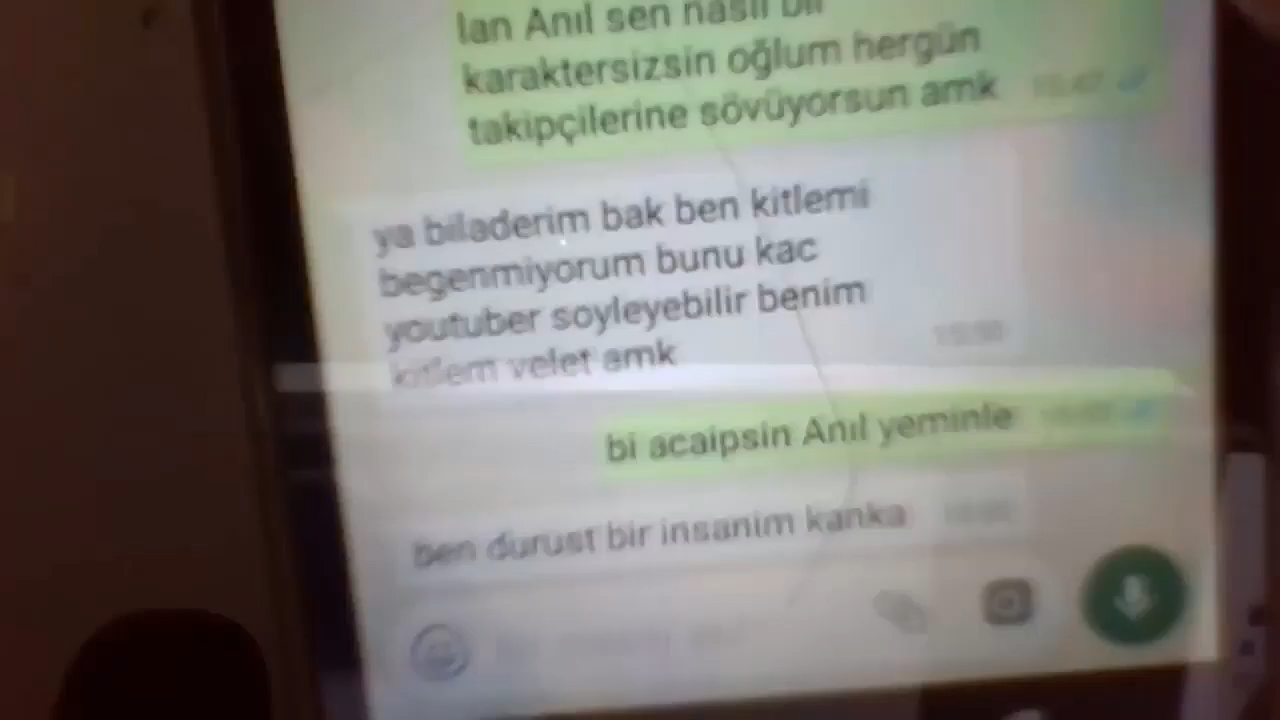 lan Anıl sen nasıl bir
karaktersizsin oğlum hergün
takipçilerine sövüyorsun amk
ya biladerim bak ben kitlemi
begenmiyorum bunu kac
youtuber soyleyebilir benim
kitlem velet amk
bi acaipsin Anıl yeminle
ben durust bir insanim kanka